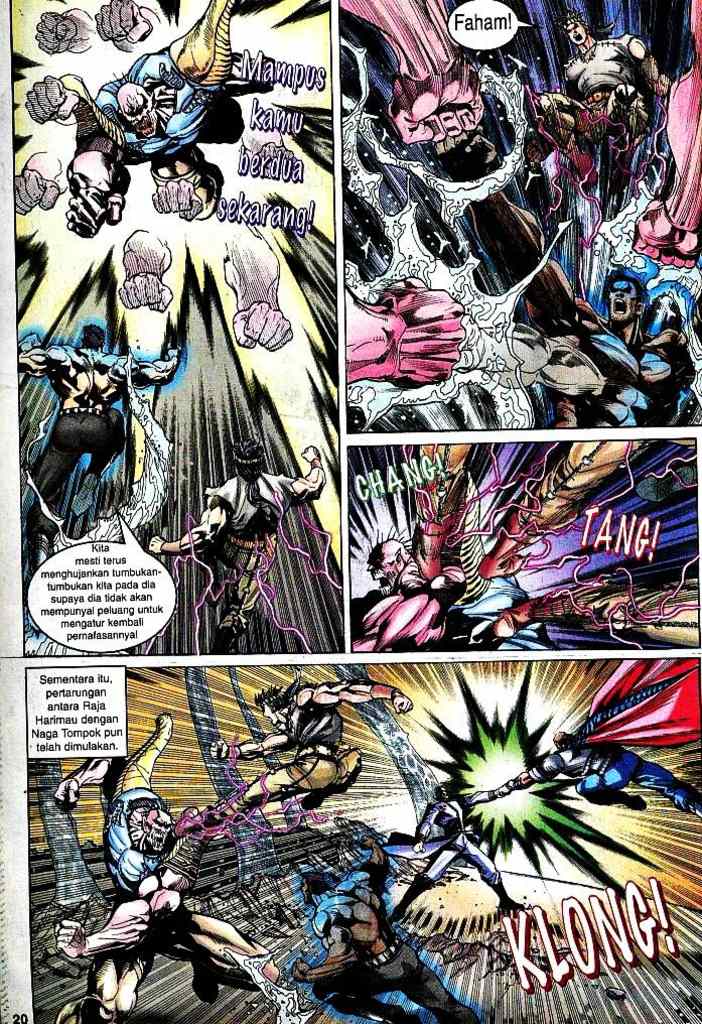 Mampus
kamu
berdua
sekarang!
Kita
mesti terus
menghujankan tumbukan-
tumbukan kita pada dia
supaya dia tidak akan
mempunyai peluang untuk
mengatur kembali
pernafasannya!
Faham!
CHANG!
TANG!
Sementara itu,
pertarungan
antara Raja
Harimau dengan
Naga Tompok pun
telah dimulakan.
KLONG!
20